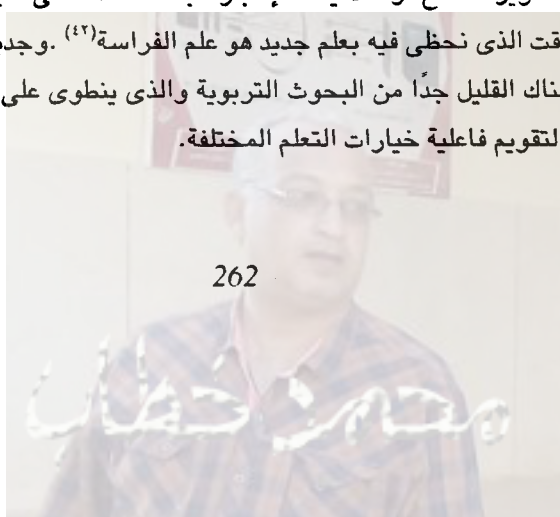 قت الذى نحظى فيه بعلم جديد هو علم الفراسة(٤٢) .وجد
ناك القليل جدًا من البحوث التربوية والذى ينطوى على
لتقويم فاعلية خيارات التعلم المختلفة.
262
محمد خطاب